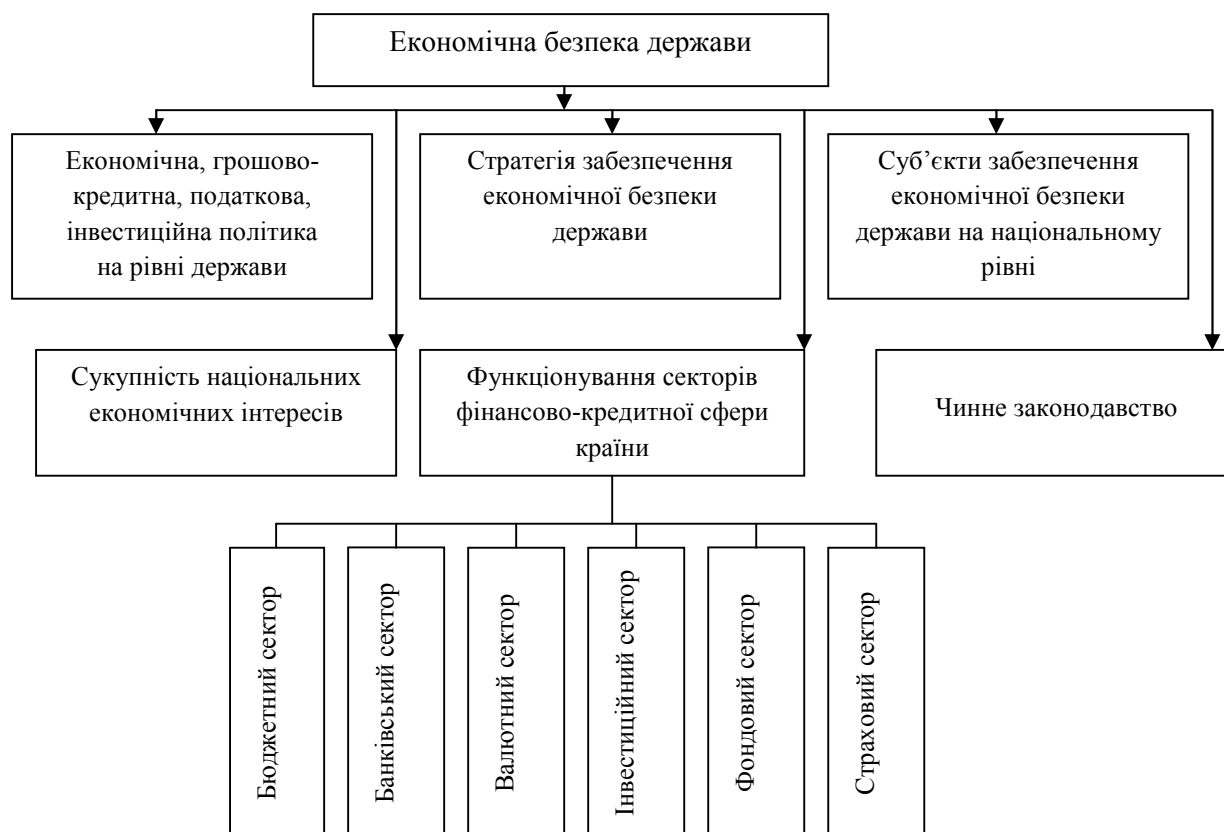 Економічна безпека держави
Економічна, грошово-
кредитна, податкова,
інвестиційна політика
на рівні держави
Стратегія забезпечення
економічної безпеки
держави
Суб’єкти забезпечення
економічної безпеки
держави на національному
рівні
Сукупність національних
економічних інтересів
Функціонування секторів
фінансово-кредитної сфери
країни
Чинне законодавство
Бюджетний сектор
Банківський сектор
Валютний сектор
Інвестиційний сектор
Фондовий сектор
Страховий сектор